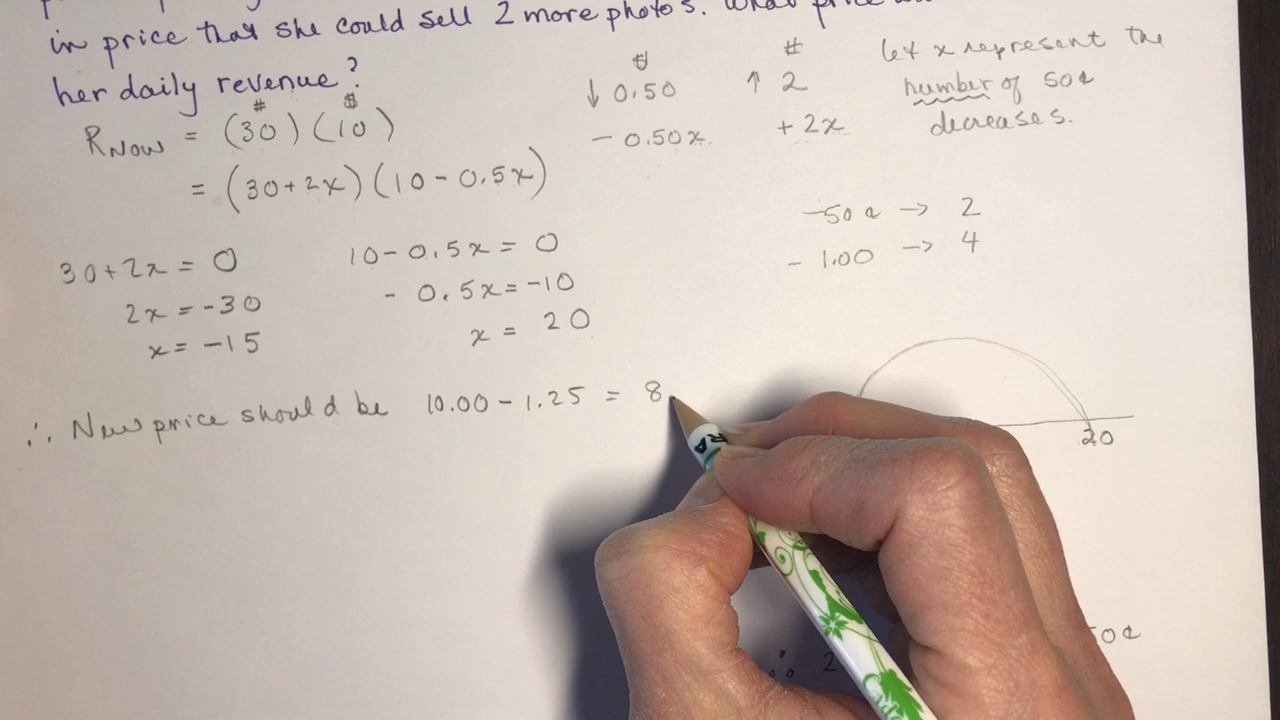 in price that she could sell 2 more photos. What price
her daily revenue?
# $
R NOW = (30)(10)
= (30+2x)(10-0.5x)
$ #
↓ 0.50 ↑ 2
- 0.50x + 2x
let x represent the
number of 50¢
decreases.
-50¢ -> 2
- 1.00 -> 4
30+2x = 0
2x = -30
x = -15
10-0.5x = 0
- 0.5x = -10
x = 20
∴ New price should be 10.00 - 1.25 = 8.
20
50¢
∴ 2